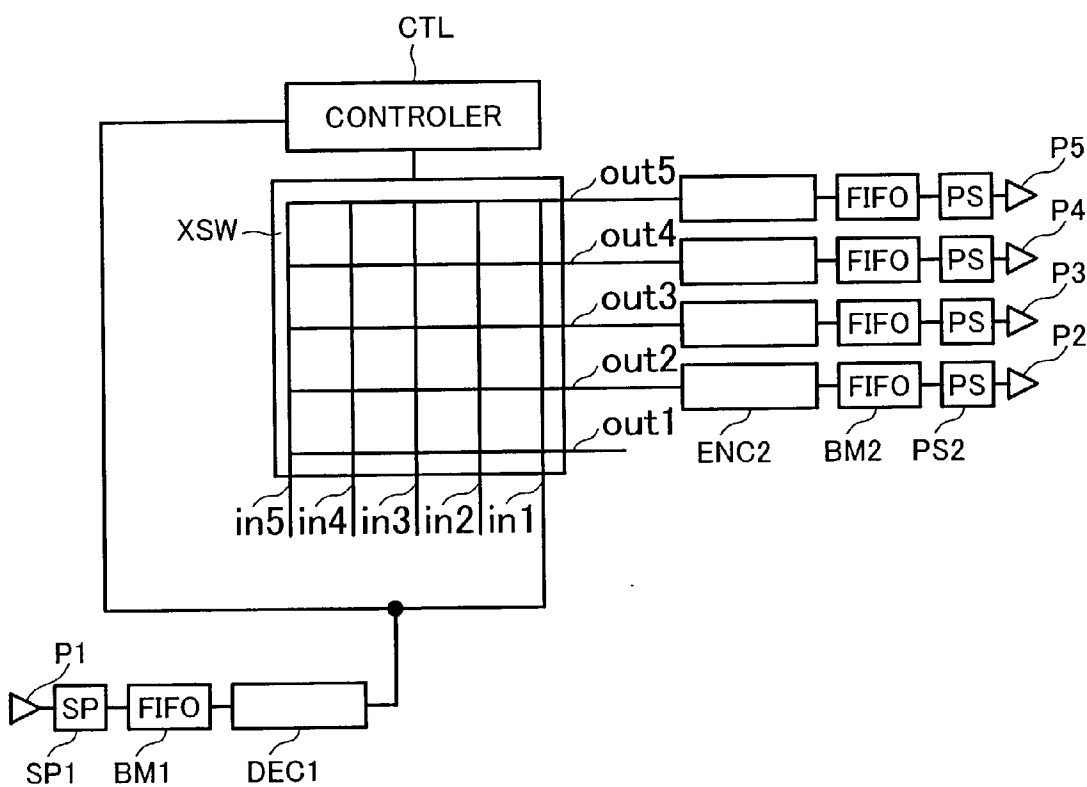 CTL
CONTROLER
XSW
out5
FIFO
PS
P5
out4
FIFO
PS
P4
out3
FIFO
PS
P3
out2
FIFO
PS
P2
out1
ENC2
BM2
PS2
in5
in4
in3
in2
in1
P1
SP
FIFO
SP1
BM1
DEC1